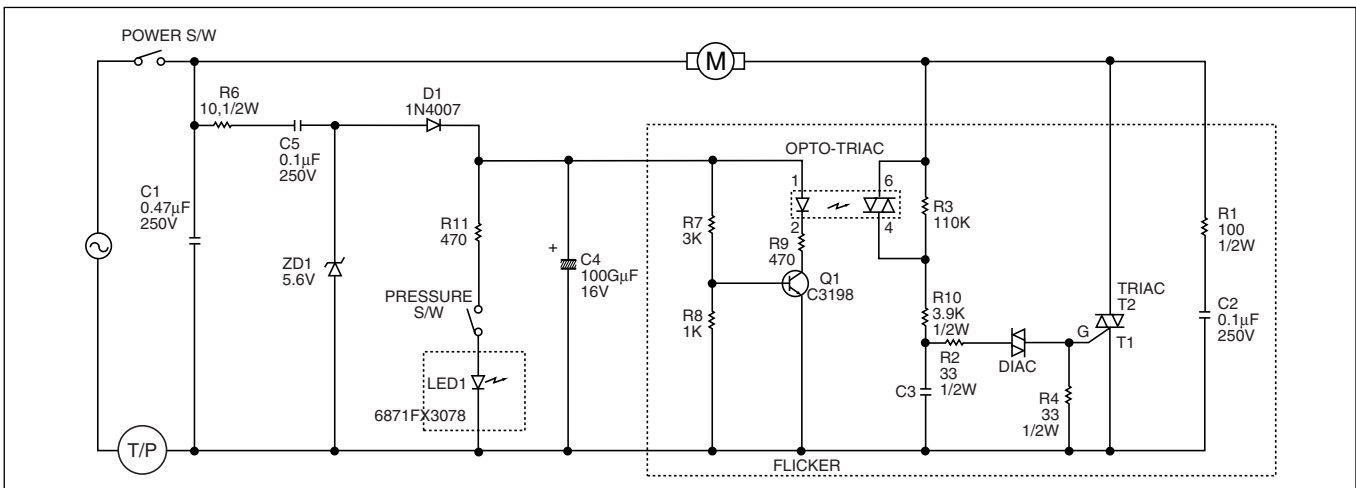 POWER S/W
M
R6
10,1/2W
D1
1N4007
C5
0.1µF
250V
OPTO-TRIAC
C1
0.47µF
250V
1
6
R3
110K
R11
470
R7
3K
2
4
R1
100
1/2W
R9
470
ZD1
5.6V
+
C4
100GµF
16V
Q1
C3198
PRESSURE
S/W
R8
1K
R10
3.9K
1/2W
TRIAC
T2
C2
0.1µF
250V
G
T1
R2
33
1/2W
DIAC
LED1
C3
R4
33
1/2W
6871FX3078
T/P
FLICKER